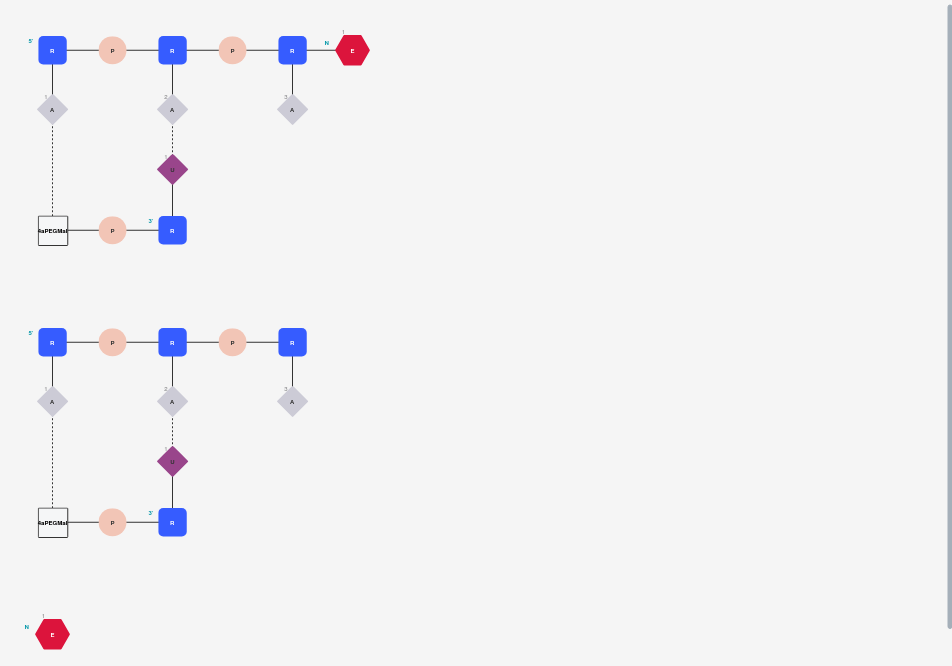 5' R P R P R N 1 E
1 A 2 A 3 A
1 U
4aPEGMal P 3' R
5' R P R P R
1 A 2 A 3 A
1 U
4aPEGMal P 3' R
N 1 E